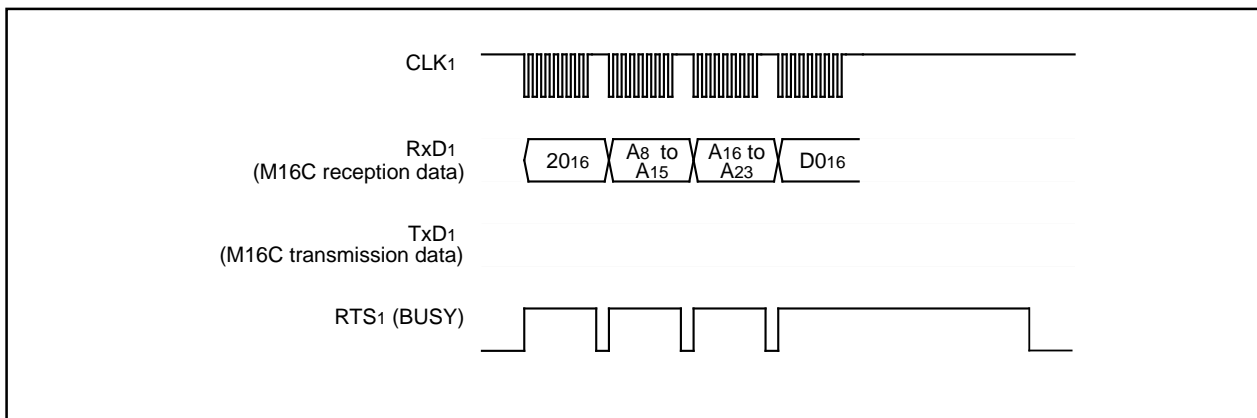 CLK1
RxD1
(M16C reception data)
2016
A8 to
A15
A16 to
A23
D016
TxD1
(M16C transmission data)
RTS1 (BUSY)